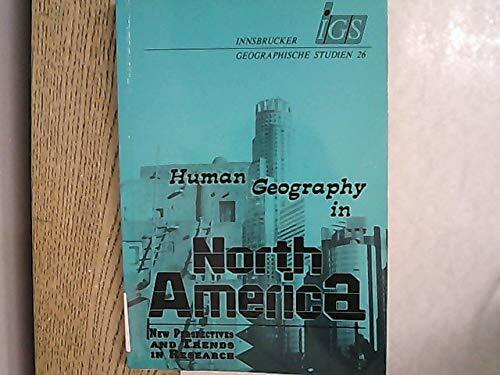 iGS
INNSBRUCKER
GEOGRAPHISCHE STUDIEN 26
Human Geography
in
North
America
NEW PERSPECTIVES
AND TRENDS
IN RESEARCH